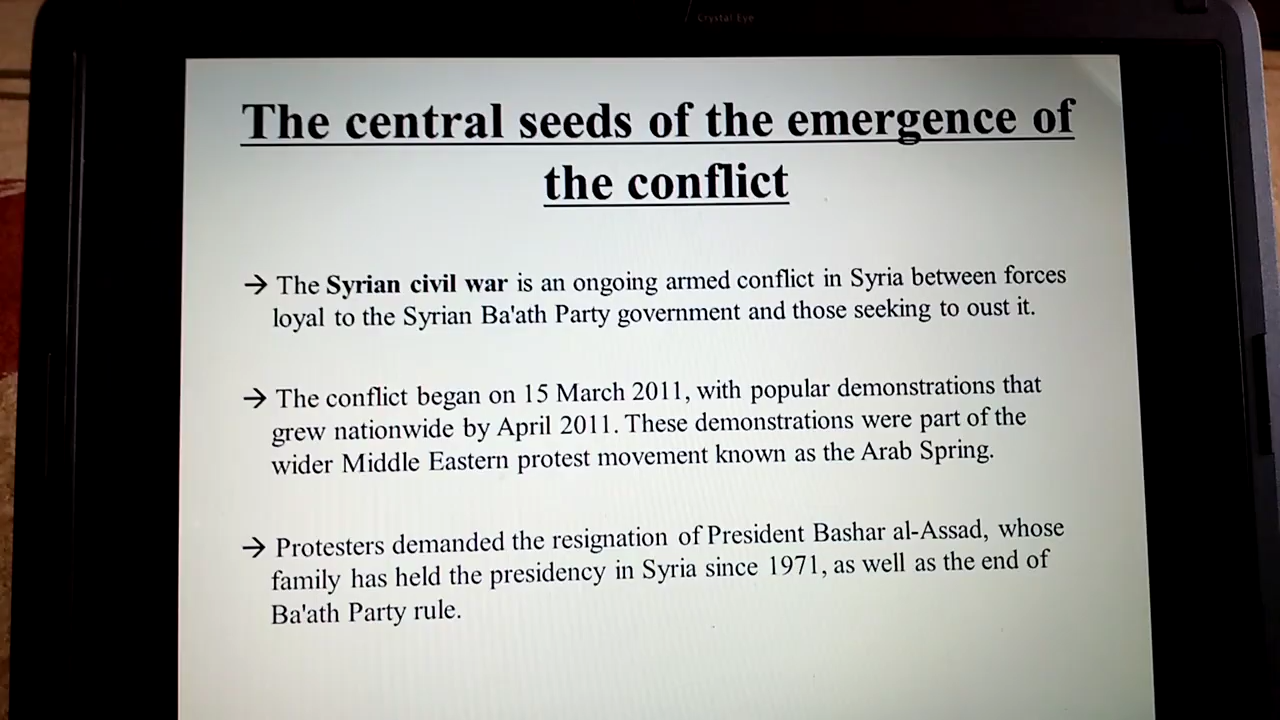 Crystal Eye
The central seeds of the emergence of
the conflict
→ The Syrian civil war is an ongoing armed conflict in Syria between forces
loyal to the Syrian Ba'ath Party government and those seeking to oust it.
→ The conflict began on 15 March 2011, with popular demonstrations that
grew nationwide by April 2011. These demonstrations were part of the
wider Middle Eastern protest movement known as the Arab Spring.
→ Protesters demanded the resignation of President Bashar al-Assad, whose
family has held the presidency in Syria since 1971, as well as the end of
Ba'ath Party rule.